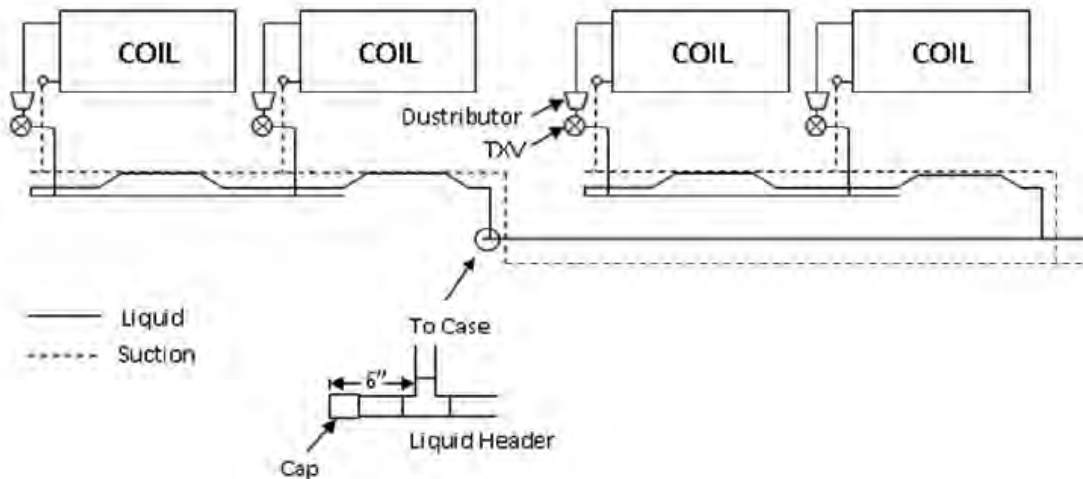 COIL COIL COIL COIL
Dustributor
TXV
To Case
Liquid
Suction
6"
Liquid Header
Cap